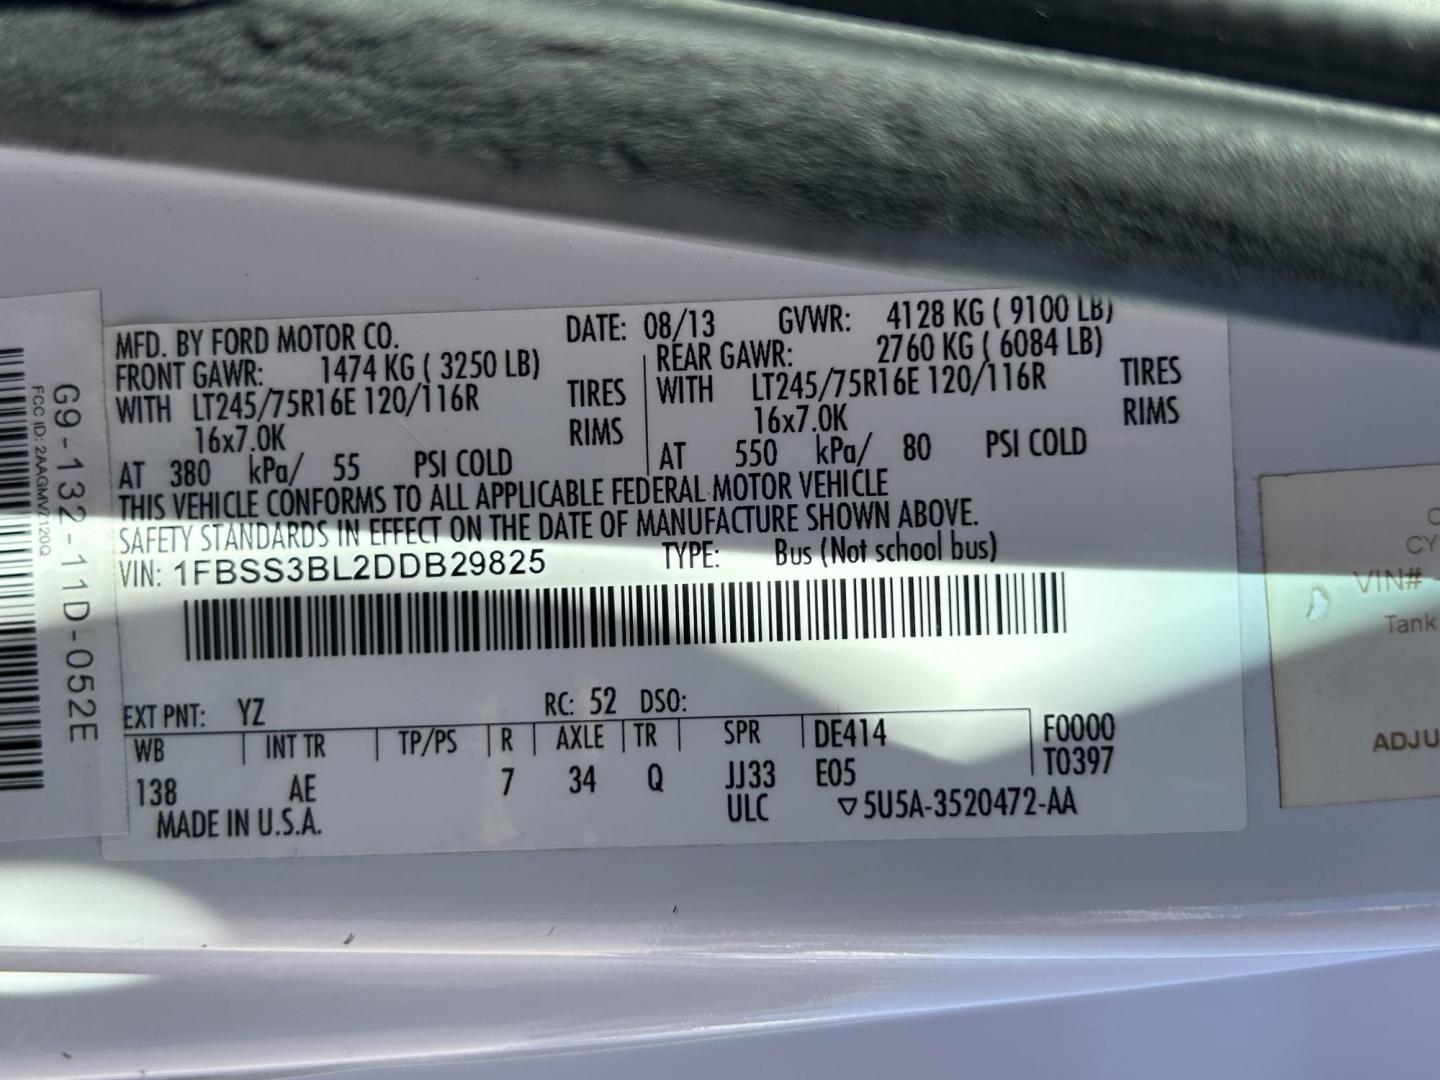 MFD. BY FORD MOTOR CO. DATE: 08/13 GVWR: 4128 KG ( 9100 LB)
FRONT GAWR: 1474 KG ( 3250 LB) REAR GAWR: 2760 KG ( 6084 LB)
WITH LT245/75R16E 120/116R TIRES WITH LT245/75R16E 120/116R TIRES
16x7.0K RIMS 16x7.0K RIMS
AT 380 kPa/ 55 PSI COLD AT 550 kPa/ 80 PSI COLD
THIS VEHICLE CONFORMS TO ALL APPLICABLE FEDERAL MOTOR VEHICLE
SAFETY STANDARDS IN EFFECT ON THE DATE OF MANUFACTURE SHOWN ABOVE.
VIN: 1FBSS3BL2DDB29825 TYPE: Bus (Not school bus)
EXT PNT: YZ RC: 52 DSO:
WB INT TR TP/PS R AXLE TR SPR DE414 F0000
138 AE 7 34 Q JJ33 E05 T0397
MADE IN U.S.A. ULC ▽5U5A-3520472-AA
G9-132-11D-052E
FCC ID: 2AAGMVZ120Q
CY
VIN#
Tank
ADJU